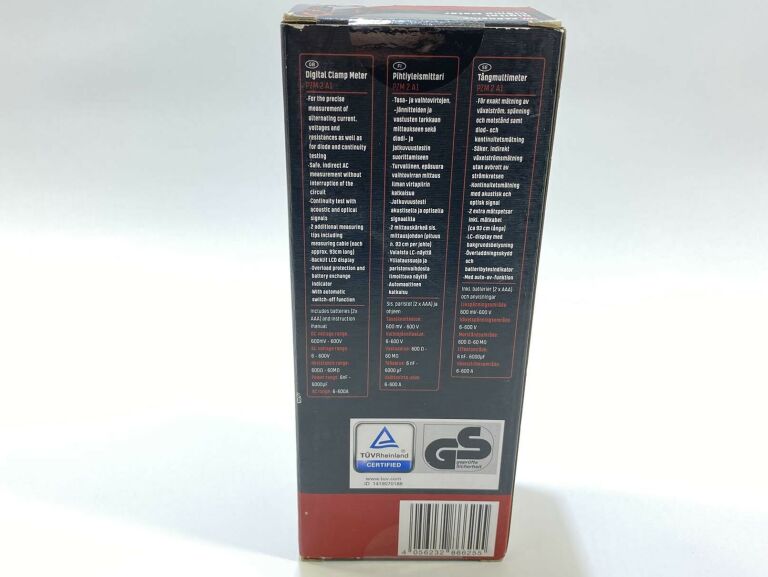 GB
Digital Clamp Meter
PZM 2 A1
-For the precise
measurement of
alternating current,
voltages and
resistances as well as
for diode and continuity
testing
-Safe, indirect AC
measurement without
interruption of the
circuit
-Continuity test with
acoustic and optical
signals
-2 additional measuring
tips including
measuring cable (each
approx. 93cm long)
-Backlit LCD display
-Overload protection and
battery exchange
indicator
-With automatic
switch-off function
Includes batteries (2x
AAA) and instruction
manual
DC voltage range:
600mV - 600V
AC voltage range:
6 - 600V
Resistance range:
600Ω - 60MΩ
Power range: 6nF -
6000µF
AC range: 6-600A
FI
Pihtiyleismittari
PZM 2 A1
-Tasa- ja vaihtovirtojen,
-jännitteiden ja
vastusten tarkkaan
mittaukseen sekä
diodi- ja
jatkuvuustestin
suorittamiseen
-Turvallinen, epäsuora
vaihtovirran mittaus
ilman virtapiirin
katkaisua
-Jatkuvuustesti
akustisella ja optisella
signaalilla
-2 mittauskärkeä sis.
mittausjohdon (pituus
n. 93 cm per johto)
-Valaistu LC-näyttö
-Ylilataussuoja ja
paristonvaihdosta
ilmoittava näyttö
-Automaattinen
katkaisu
Sis. paristot (2 x AAA) ja
ohjeen
Tasajännitealue:
600 mV - 600 V
Vaihtojännitealue:
6-600 V
Vastusalue: 600 Ω -
60 MΩ
Tehoalue: 6 nF -
6000 µF
Vaihtovirta-alue:
6-600 A
SE
Tångmultimeter
PZM 2 A1
-För exakt mätning av
växelström, spänning
och motstånd samt
diod- och
kontinuitetsmätning
-Säker, indirekt
växelströmsmätning
utan avbrott av
strömkretsen
-Kontinuitetsmätning
med akustisk och
optisk signal
-2 extra mätspetsar
inkl. mätkabel
(ca 93 cm långa)
-LC-display med
bakgrundsbelysning
-Överladdningsskydd
och
batteribytesindikator
-Med auto-av-funktion
Inkl. batterier (2 x AAA)
och anvisningar
Likspänningsområde:
600 mV-600 V
Växelspänningsområde:
6-600 V
Motståndsområde:
600 Ω-60 MΩ
Effektområde:
6 nF- 6000µF
Växelströmsområde:
6-600 A
TÜVRheinland
CERTIFIED
GS
geprüfte
Sicherheit
www.tuv.com
ID 1419070188
4 056232 866255